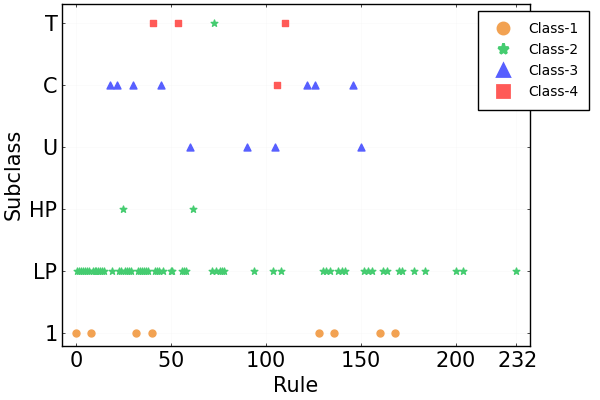 T
C
U
HP
LP
1
Subclass
0 50 100 150 200 232
Rule
Class-1
Class-2
Class-3
Class-4